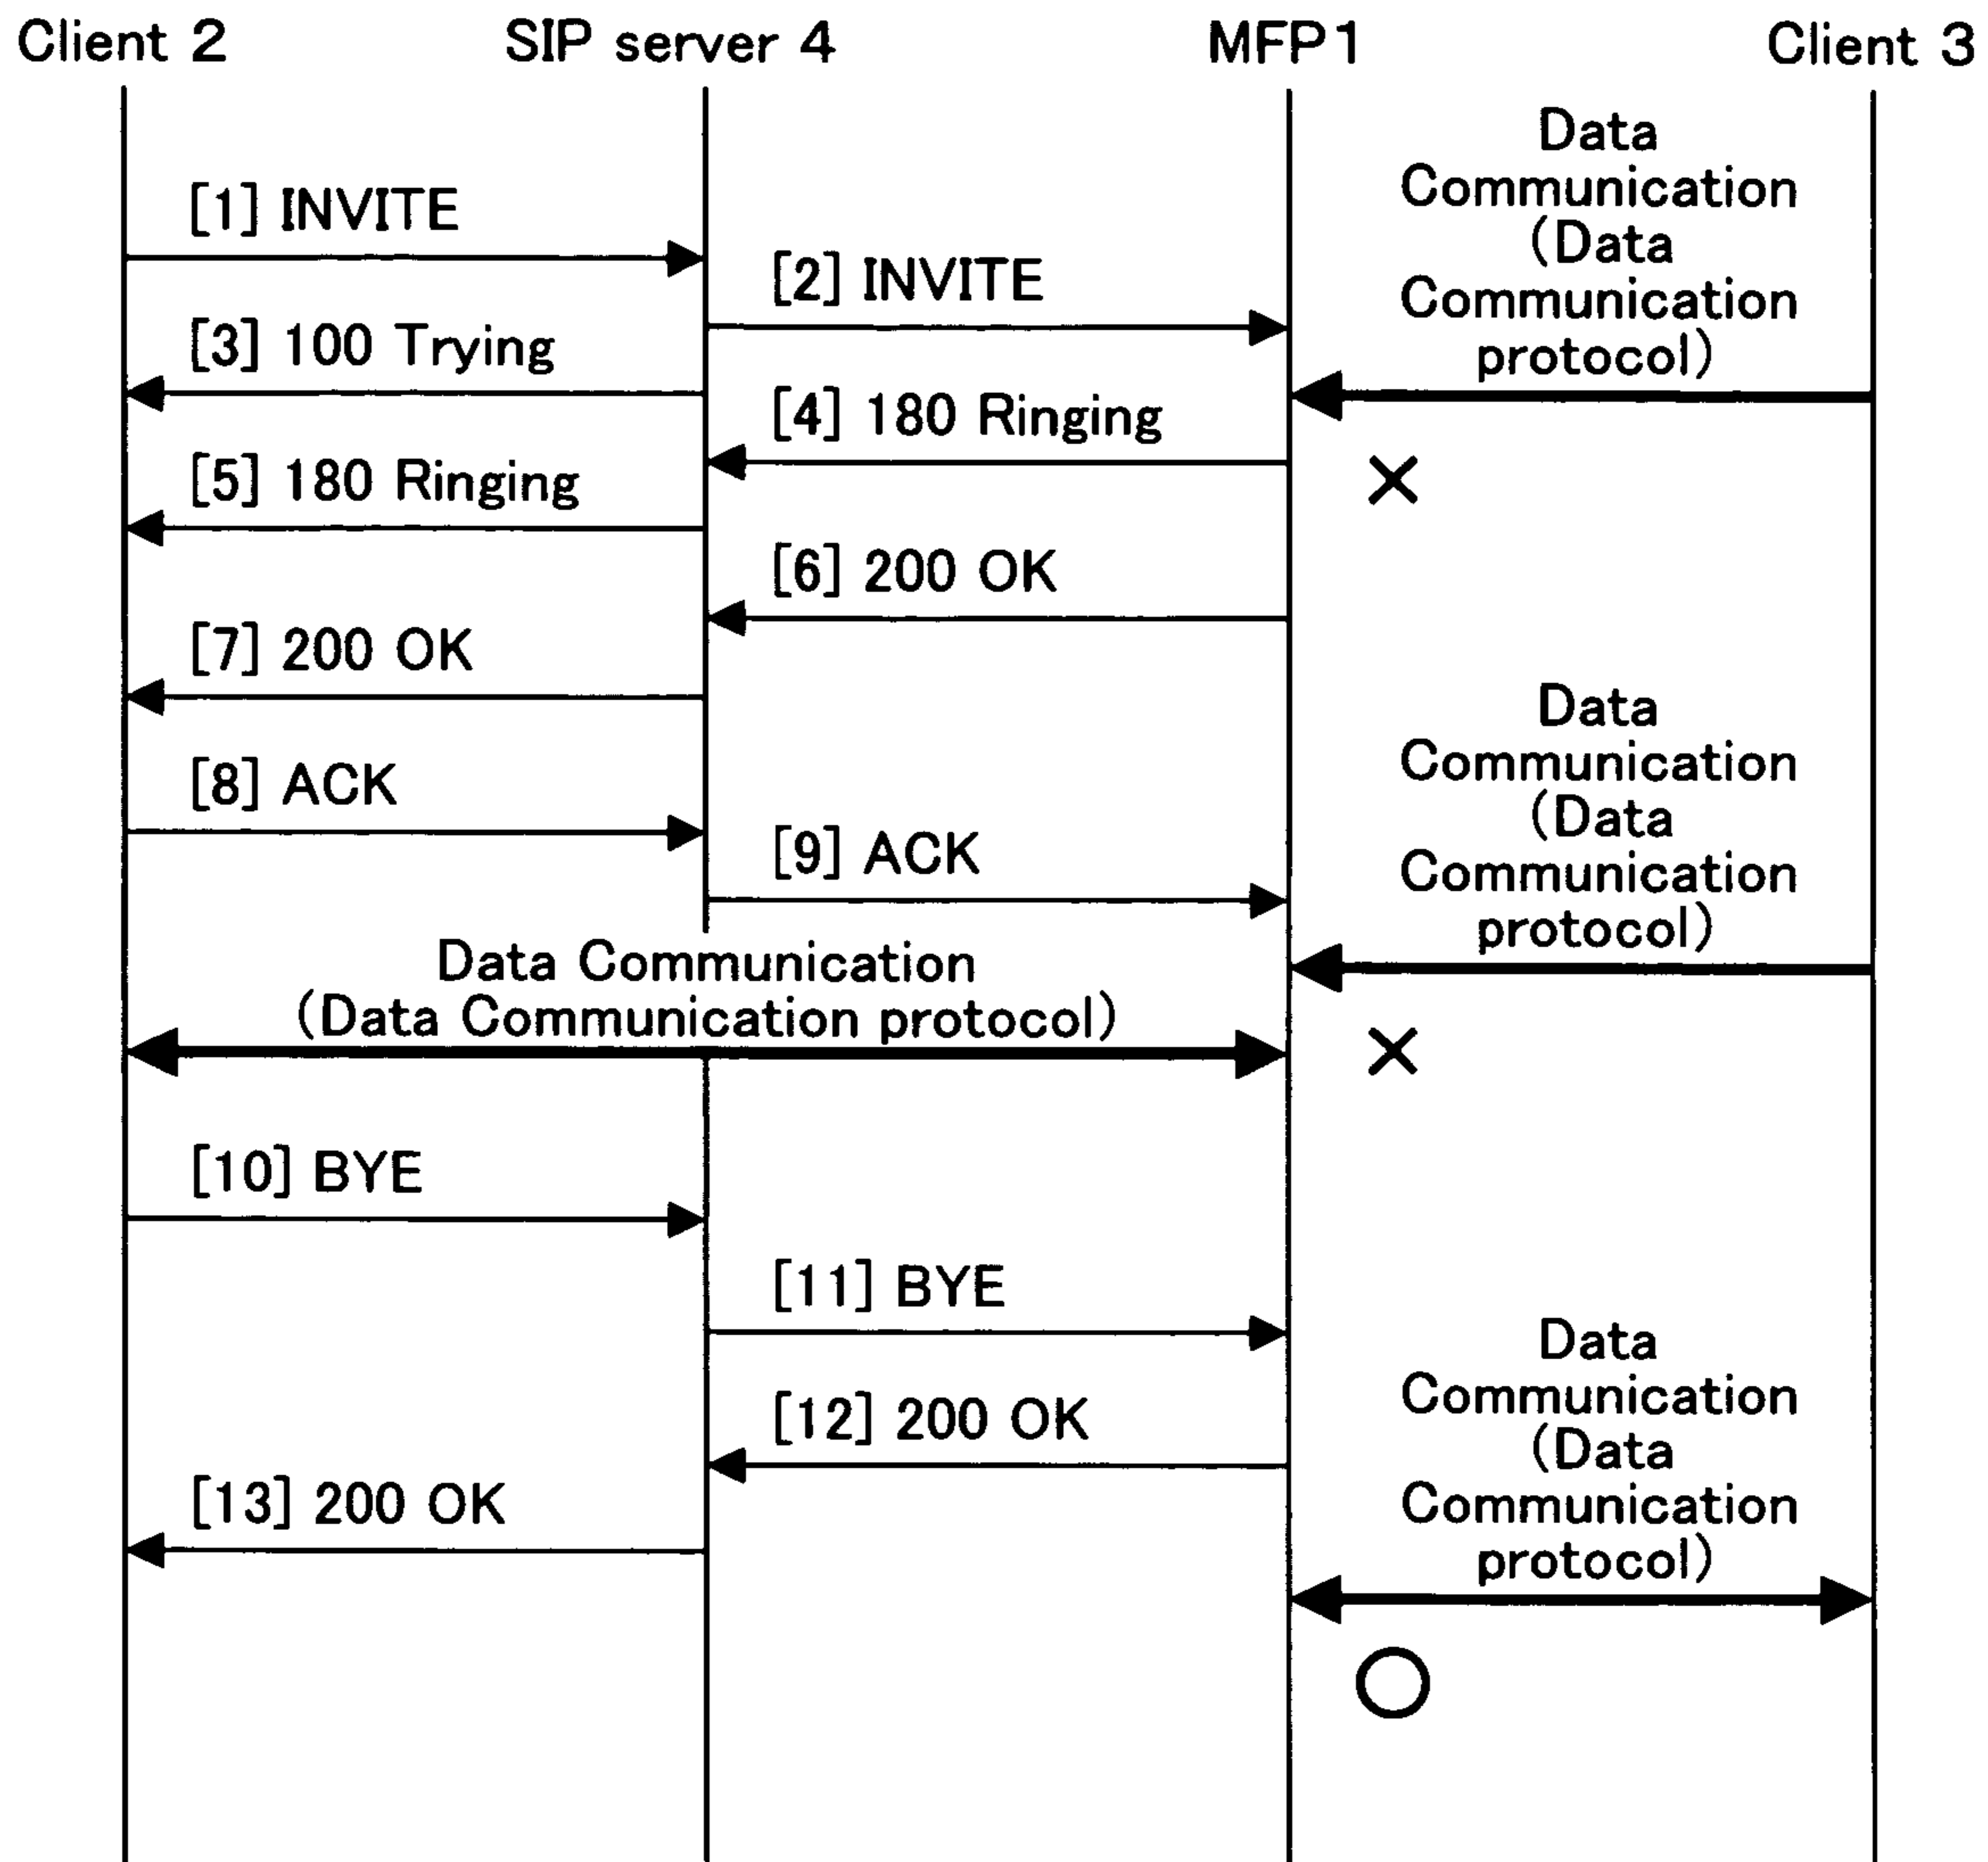 Client 2
SIP server 4
MFP1
Client 3
Data
Communication
(Data
Communication
protocol)
[1] INVITE
[2] INVITE
[3] 100 Trying
[4] 180 Ringing
[5] 180 Ringing
×
[6] 200 OK
[7] 200 OK
[8] ACK
[9] ACK
Data
Communication
(Data
Communication
protocol)
Data Communication
(Data Communication protocol)
×
[10] BYE
[11] BYE
[12] 200 OK
[13] 200 OK
Data
Communication
(Data
Communication
protocol)
○